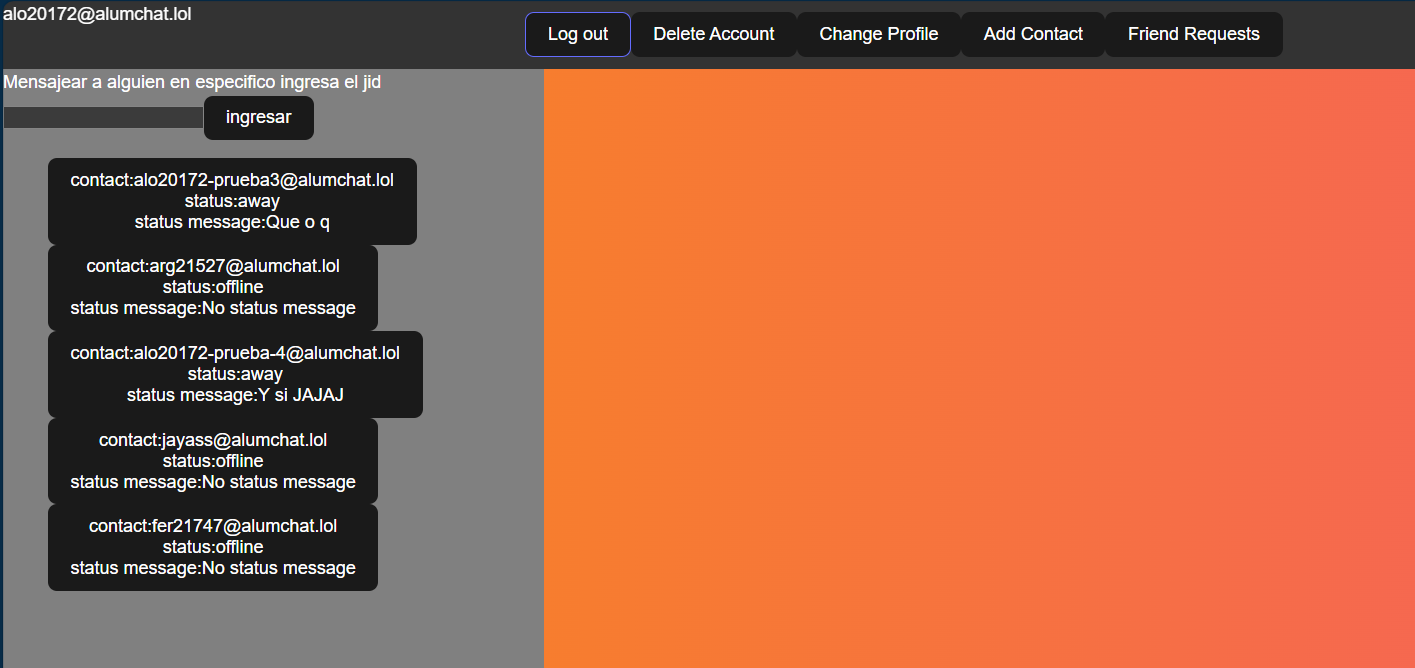 alo20172@alumchat.lol
Log out
Delete Account
Change Profile
Add Contact
Friend Requests
Mensajear a alguien en especifico ingresa el jid
ingresar
contact:alo20172-prueba3@alumchat.lol
status:away
status message:Que o q
contact:arg21527@alumchat.lol
status:offline
status message:No status message
contact:alo20172-prueba-4@alumchat.lol
status:away
status message:Y si JAJAJ
contact:jayass@alumchat.lol
status:offline
status message:No status message
contact:fer21747@alumchat.lol
status:offline
status message:No status message